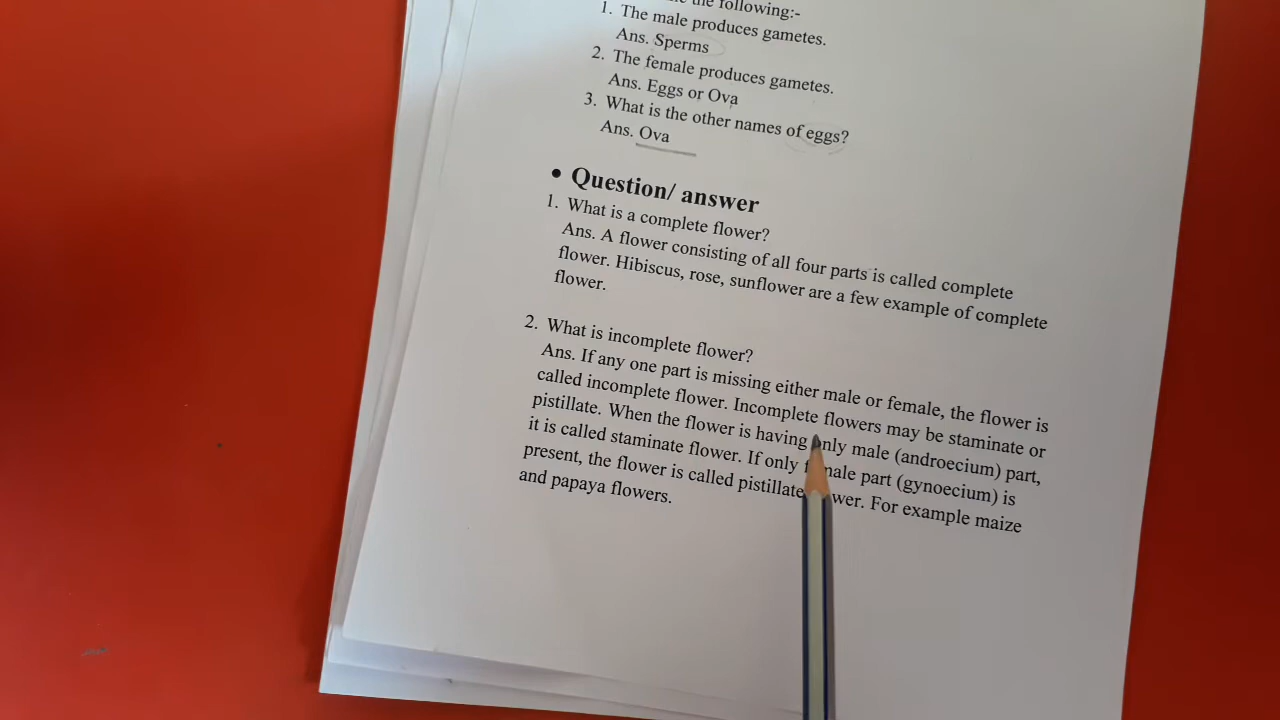 the following:-
1. The male produces gametes.
Ans. Sperms
2. The female produces gametes.
Ans. Eggs or Ova
3. What is the other names of eggs?
Ans. Ova
• Question/ answer
1. What is a complete flower?
Ans. A flower consisting of all four parts is called complete
flower. Hibiscus, rose, sunflower are a few example of complete
flower.
2. What is incomplete flower?
Ans. If any one part is missing either male or female, the flower is
called incomplete flower. Incomplete flowers may be staminate or
pistillate. When the flower is having only male (androecium) part,
it is called staminate flower. If only female part (gynoecium) is
present, the flower is called pistillate flower. For example maize
and papaya flowers.